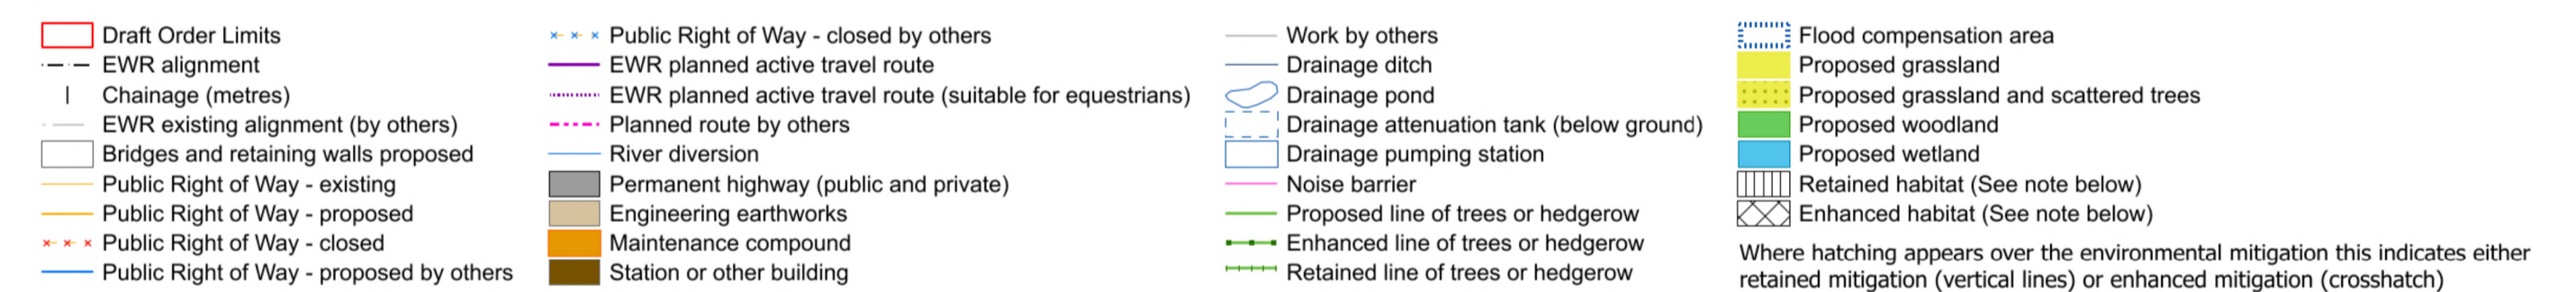 Draft Order Limits
EWR alignment
Chainage (metres)
EWR existing alignment (by others)
Bridges and retaining walls proposed
Public Right of Way - existing
Public Right of Way - proposed
Public Right of Way - closed
Public Right of Way - proposed by others
Public Right of Way - closed by others
EWR planned active travel route
EWR planned active travel route (suitable for equestrians)
Planned route by others
River diversion
Permanent highway (public and private)
Engineering earthworks
Maintenance compound
Station or other building
Work by others
Drainage ditch
Drainage pond
Drainage attenuation tank (below ground)
Drainage pumping station
Noise barrier
Proposed line of trees or hedgerow
Enhanced line of trees or hedgerow
Retained line of trees or hedgerow
Flood compensation area
Proposed grassland
Proposed grassland and scattered trees
Proposed woodland
Proposed wetland
Retained habitat (See note below)
Enhanced habitat (See note below)
Where hatching appears over the environmental mitigation this indicates either
retained mitigation (vertical lines) or enhanced mitigation (crosshatch)